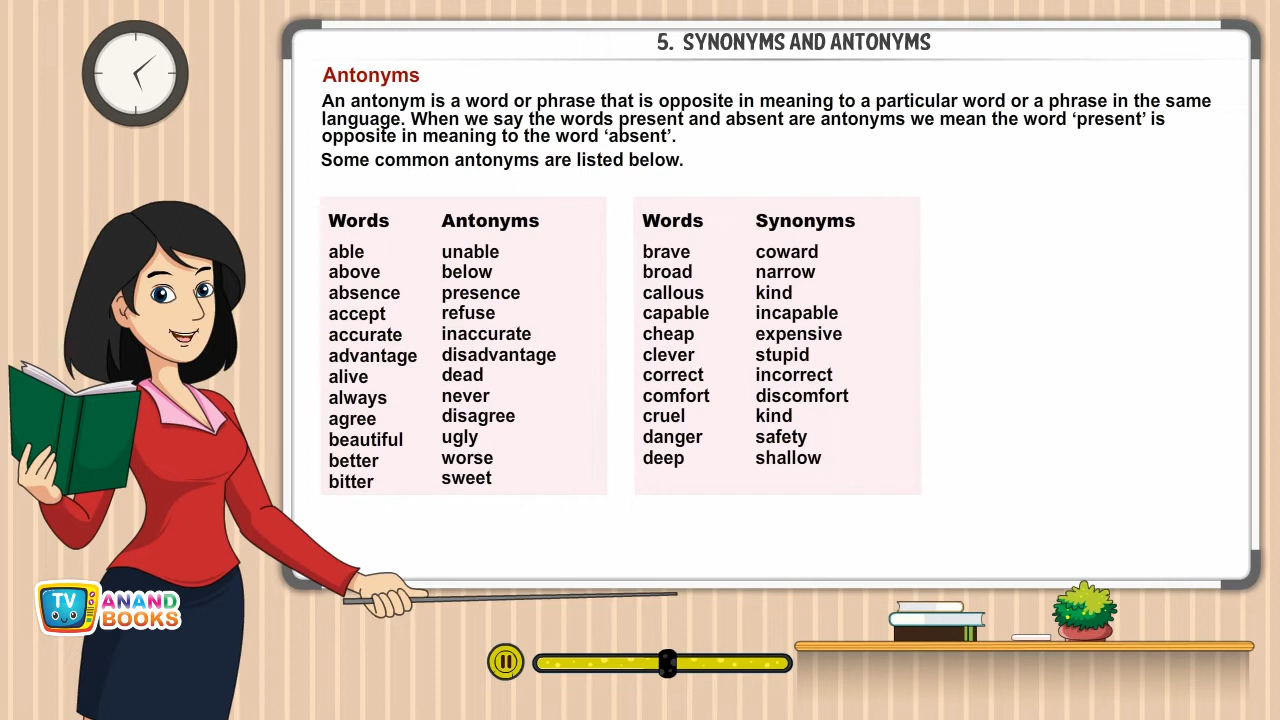 5. SYNONYMS AND ANTONYMS
Antonyms
An antonym is a word or phrase that is opposite in meaning to a particular word or a phrase in the same
language. When we say the words present and absent are antonyms we mean the word ‘present’ is
opposite in meaning to the word ‘absent’.
Some common antonyms are listed below.
Words Antonyms
able unable
above below
absence presence
accept refuse
accurate inaccurate
advantage disadvantage
alive dead
always never
agree disagree
beautiful ugly
better worse
bitter sweet
Words Synonyms
brave coward
broad narrow
callous kind
capable incapable
cheap expensive
clever stupid
correct incorrect
comfort discomfort
cruel kind
danger safety
deep shallow
TV
ANAND
BOOKS